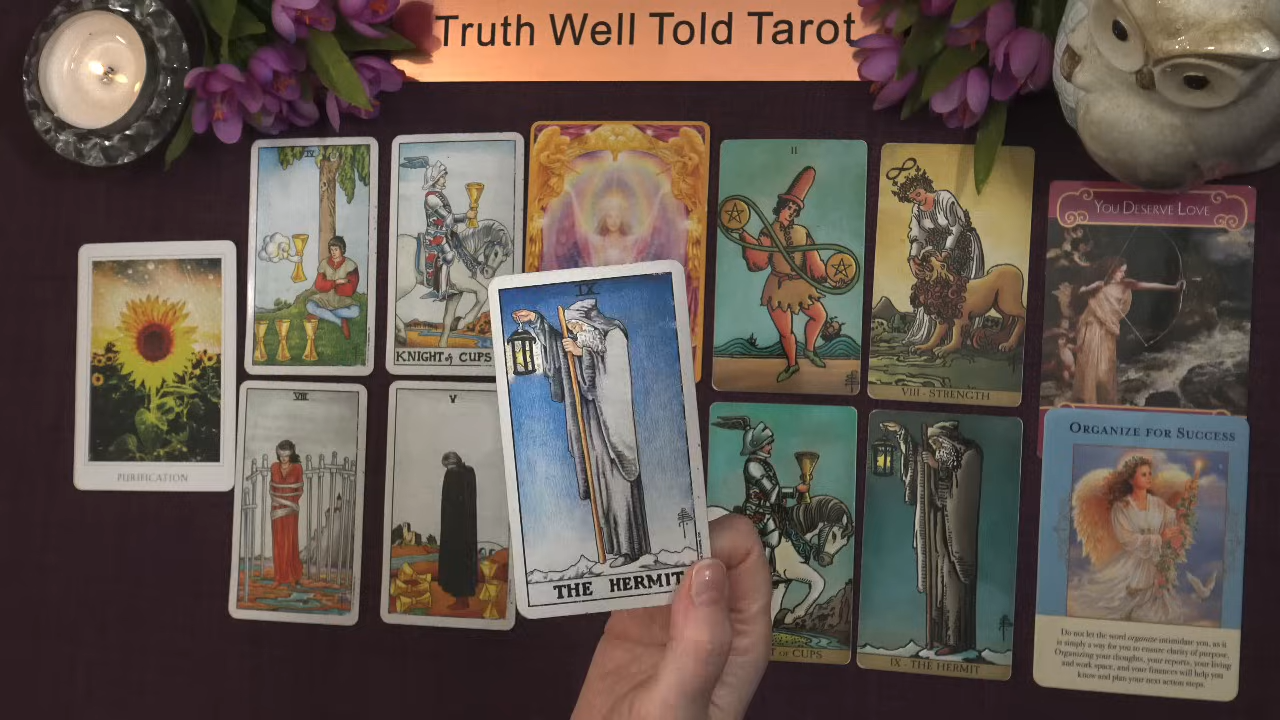 Truth Well Told Tarot
IV
KNIGHT of CUPS
II
VIII - STRENGTH
YOU DESERVE LOVE
PURIFICATION
VIII
V
IX
THE HERMIT
T OF CUPS
IX - THE HERMIT
ORGANIZE FOR SUCCESS
Do not let the word organize intimidate you, as it
is simply a way for you to ensure clarity of purpose.
Organizing your thoughts, your reports, your living
and work space, and your finances will help you
know and plan your next action steps.